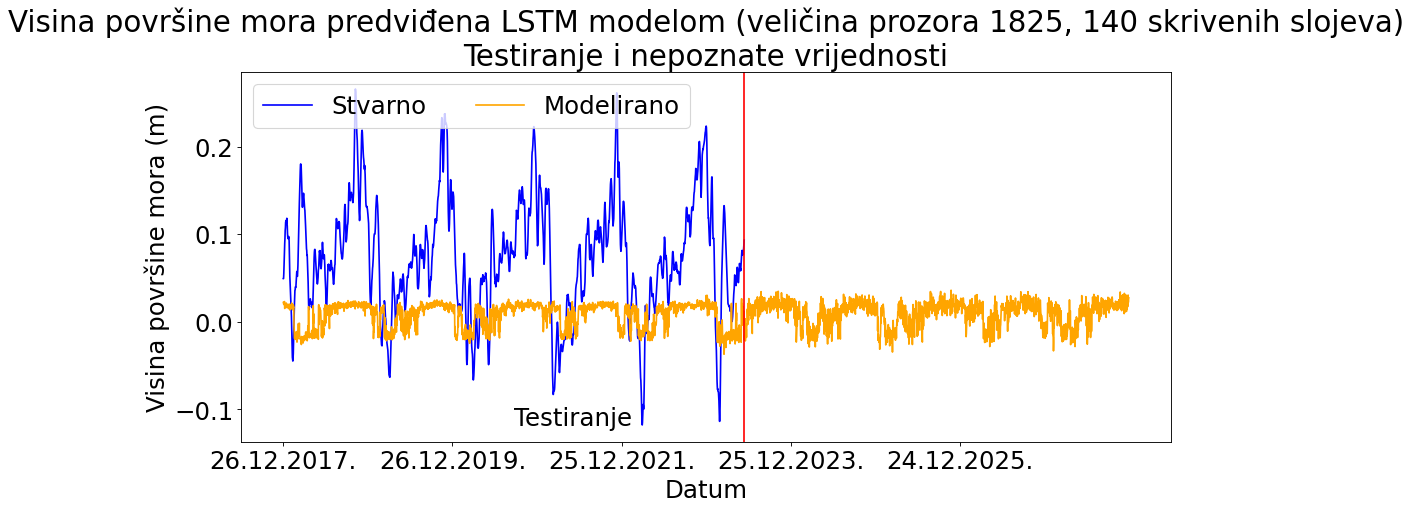 Visina površine mora predviđena LSTM modelom (veličina prozora 1825, 140 skrivenih slojeva)
Testiranje i nepoznate vrijednosti
Stvarno
Modelirano
Visina površine mora (m)
0.2
0.1
0.0
−0.1
Testiranje
26.12.2017.
26.12.2019.
25.12.2021.
25.12.2023.
24.12.2025.
Datum